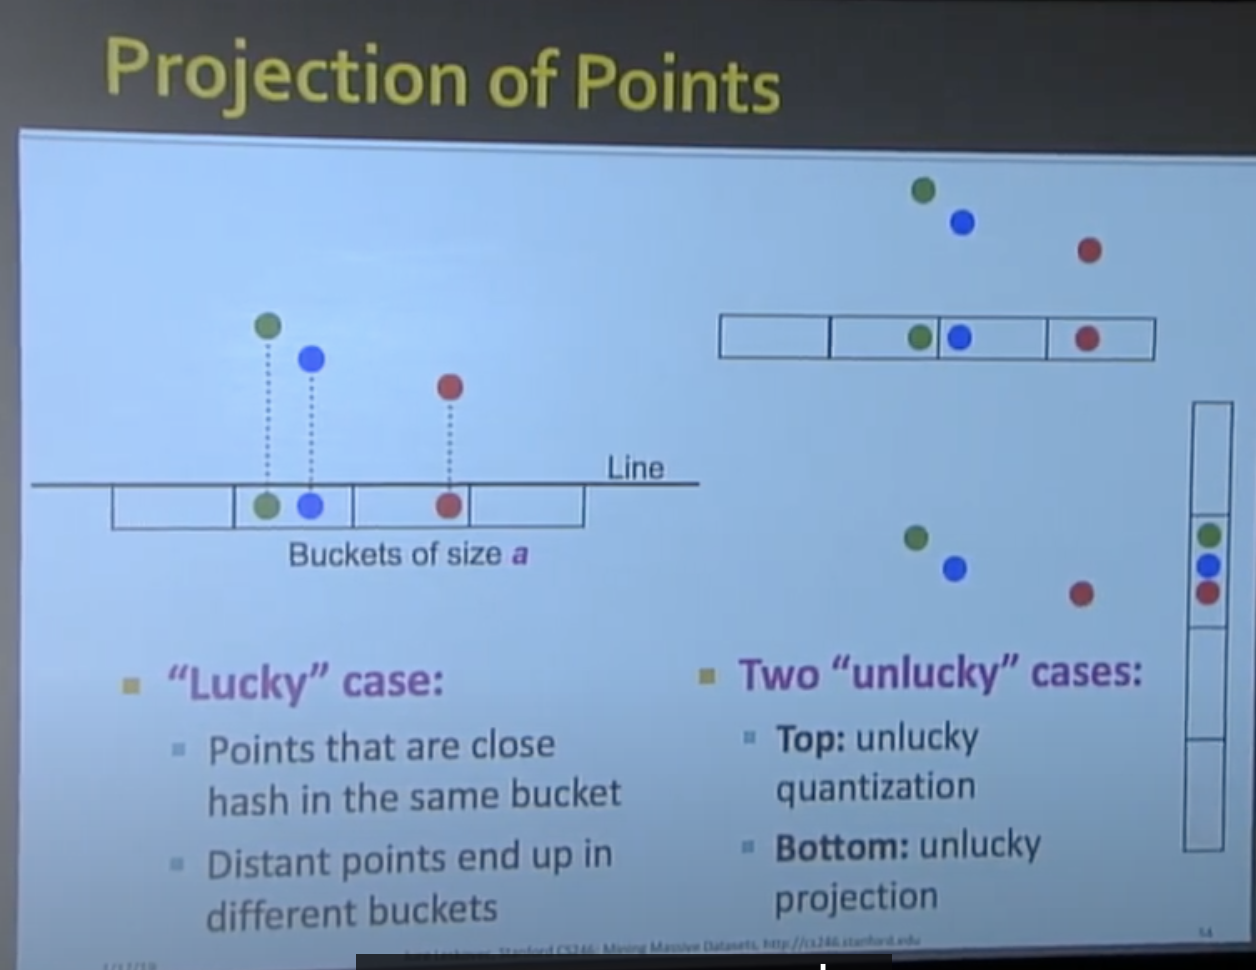 Projection of Points
Line
Buckets of size a
"Lucky" case:
Points that are close
hash in the same bucket
Distant points end up in
different buckets
Two "unlucky" cases:
Top: unlucky
quantization
Bottom: unlucky
projection
Stanford CS246: Mining Massive Datasets, http://cs246.stanford.edu